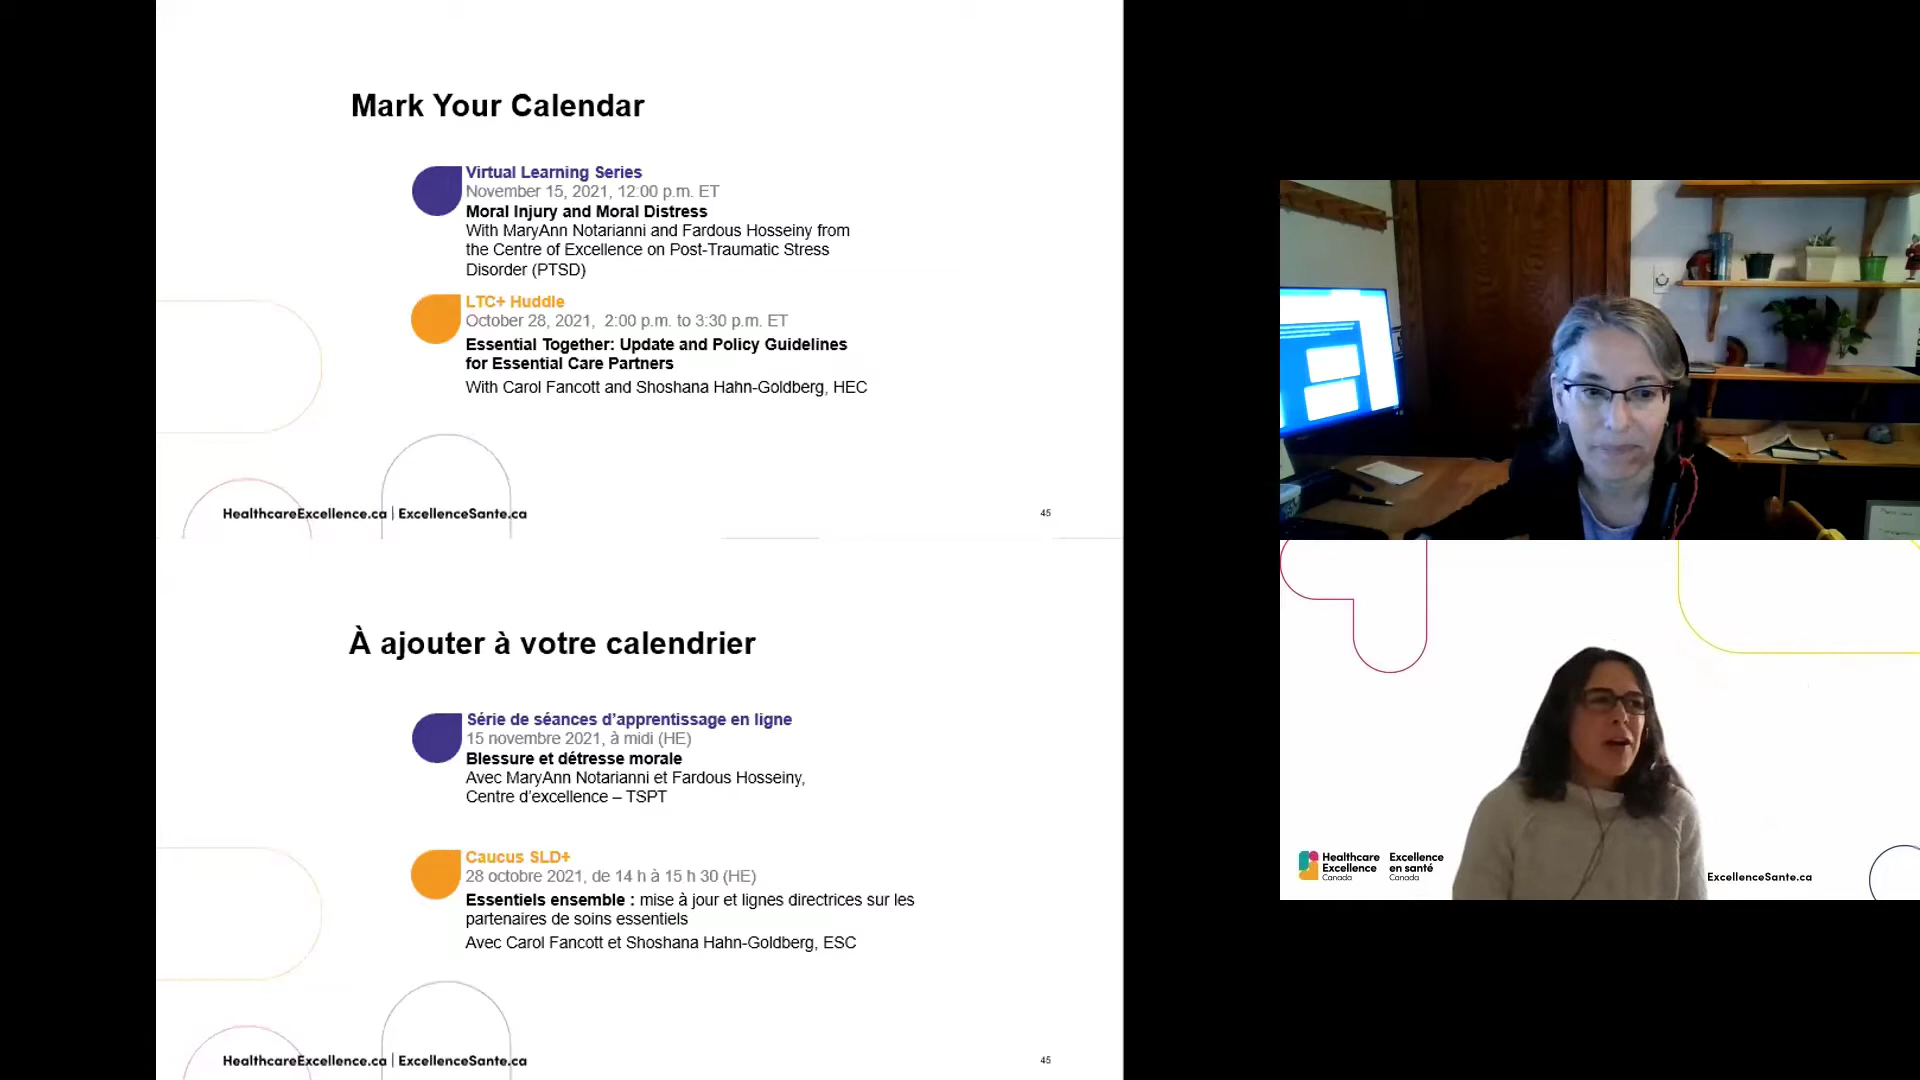 Mark Your Calendar
Virtual Learning Series
November 15, 2021, 12:00 p.m. ET
Moral Injury and Moral Distress
With MaryAnn Notarianni and Fardous Hosseiny from
the Centre of Excellence on Post-Traumatic Stress
Disorder (PTSD)
LTC+ Huddle
October 28, 2021, 2:00 p.m. to 3:30 p.m. ET
Essential Together: Update and Policy Guidelines
for Essential Care Partners
With Carol Fancott and Shoshana Hahn-Goldberg, HEC
HealthcareExcellence.ca | ExcellenceSante.ca
45
À ajouter à votre calendrier
Série de séances d’apprentissage en ligne
15 novembre 2021, à midi (HE)
Blessure et détresse morale
Avec MaryAnn Notarianni et Fardous Hosseiny,
Centre d’excellence – TSPT
Caucus SLD+
28 octobre 2021, de 14 h à 15 h 30 (HE)
Essentiels ensemble : mise à jour et lignes directrices sur les
partenaires de soins essentiels
Avec Carol Fancott et Shoshana Hahn-Goldberg, ESC
HealthcareExcellence.ca | ExcellenceSante.ca
45
Healthcare
Excellence
Canada
Excellence
en santé
Canada
ExcellenceSante.ca